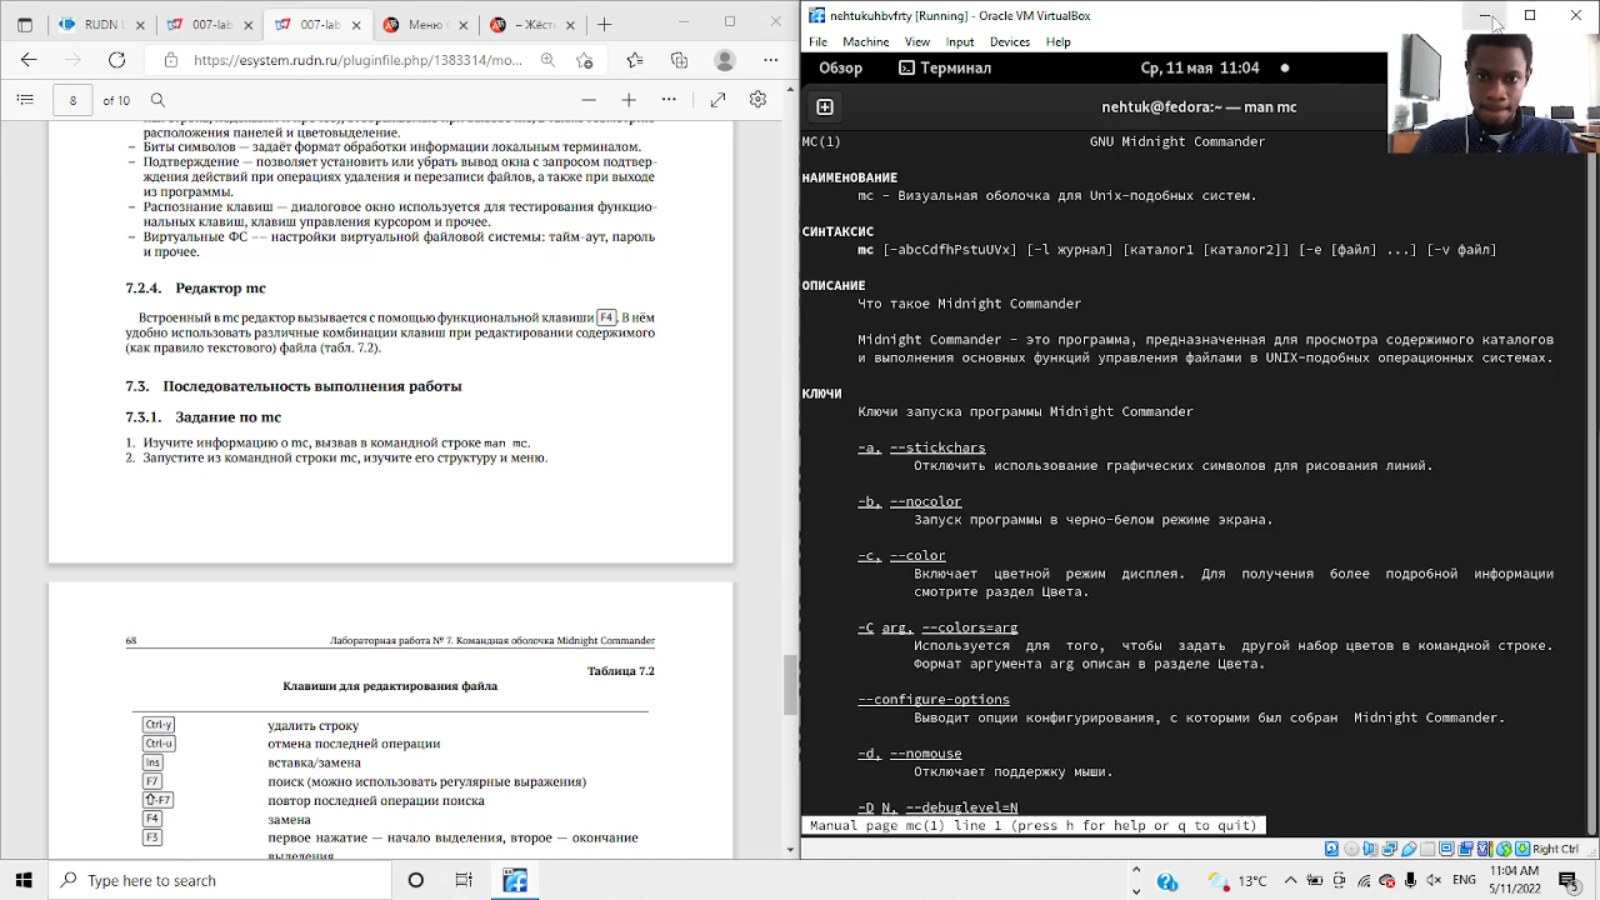 RUDN U
007-lab
007-lab
Меню
– Жёст
https://esystem.rudn.ru/pluginfile.php/1383314/mo...
8
of 10
расположения панелей и цветовыделение.
– Биты символов — задаёт формат обработки информации локальным терминалом.
– Подтверждение — позволяет установить или убрать вывод окна с запросом подтвер-
ждения действий при операциях удаления и перезаписи файлов, а также при выходе
из программы.
– Распознание клавиш — диалоговое окно используется для тестирования функцио-
нальных клавиш, клавиш управления курсором и прочее.
– Виртуальные ФС –– настройки виртуальной файловой системы: тайм-аут, пароль
и прочее.
7.2.4. Редактор mc
Встроенный в mc редактор вызывается с помощью функциональной клавиши F4 . В нём
удобно использовать различные комбинации клавиш при редактировании содержимого
(как правило текстового) файла (табл. 7.2).
7.3. Последовательность выполнения работы
7.3.1. Задание по mc
1. Изучите информацию о mc, вызвав в командной строке man mc.
2. Запустите из командной строки mc, изучите его структуру и меню.
68
Лабораторная работа № 7. Командная оболочка Midnight Commander
Таблица 7.2
Клавиши для редактирования файла
Ctrl-y удалить строку
Ctrl-u отмена последней операции
Ins вставка/замена
F7 поиск (можно использовать регулярные выражения)
⇧-F7 повтор последней операции поиска
F4 замена
F3 первое нажатие — начало выделения, второе — окончание
выделения
nehtukuhbvfrty [Running] - Oracle VM VirtualBox
File Machine View Input Devices Help
Обзор
Терминал
Ср, 11 мая 11:04
nehtuk@fedora:~ — man mc
MC(1) GNU Midnight Commander
НАИМЕНОВАНИЕ
mc - Визуальная оболочка для Unix-подобных систем.
СИнТАКСИС
mc [-abcCdfhPstuUVx] [-l журнал] [каталог1 [каталог2]] [-e [файл] ...] [-v файл]
ОПИСАНИЕ
Что такое Midnight Commander
Midnight Commander - это программа, предназначенная для просмотра содержимого каталогов
и выполнения основных функций управления файлами в UNIX-подобных операционных системах.
КЛЮЧИ
Ключи запуска программы Midnight Commander
-a, --stickchars
Отключить использование графических символов для рисования линий.
-b, --nocolor
Запуск программы в черно-белом режиме экрана.
-c, --color
Включает цветной режим дисплея. Для получения более подробной информации
смотрите раздел Цвета.
-C arg, --colors=arg
Используется для того, чтобы задать другой набор цветов в командной строке.
Формат аргумента arg описан в разделе Цвета.
--configure-options
Выводит опции конфигурирования, с которыми был собран Midnight Commander.
-d, --nomouse
Отключает поддержку мыши.
-D N, --debuglevel=N
Manual page mc(1) line 1 (press h for help or q to quit)
Right Ctrl
Type here to search
13°C
ENG
11:04 AM
5/11/2022
5